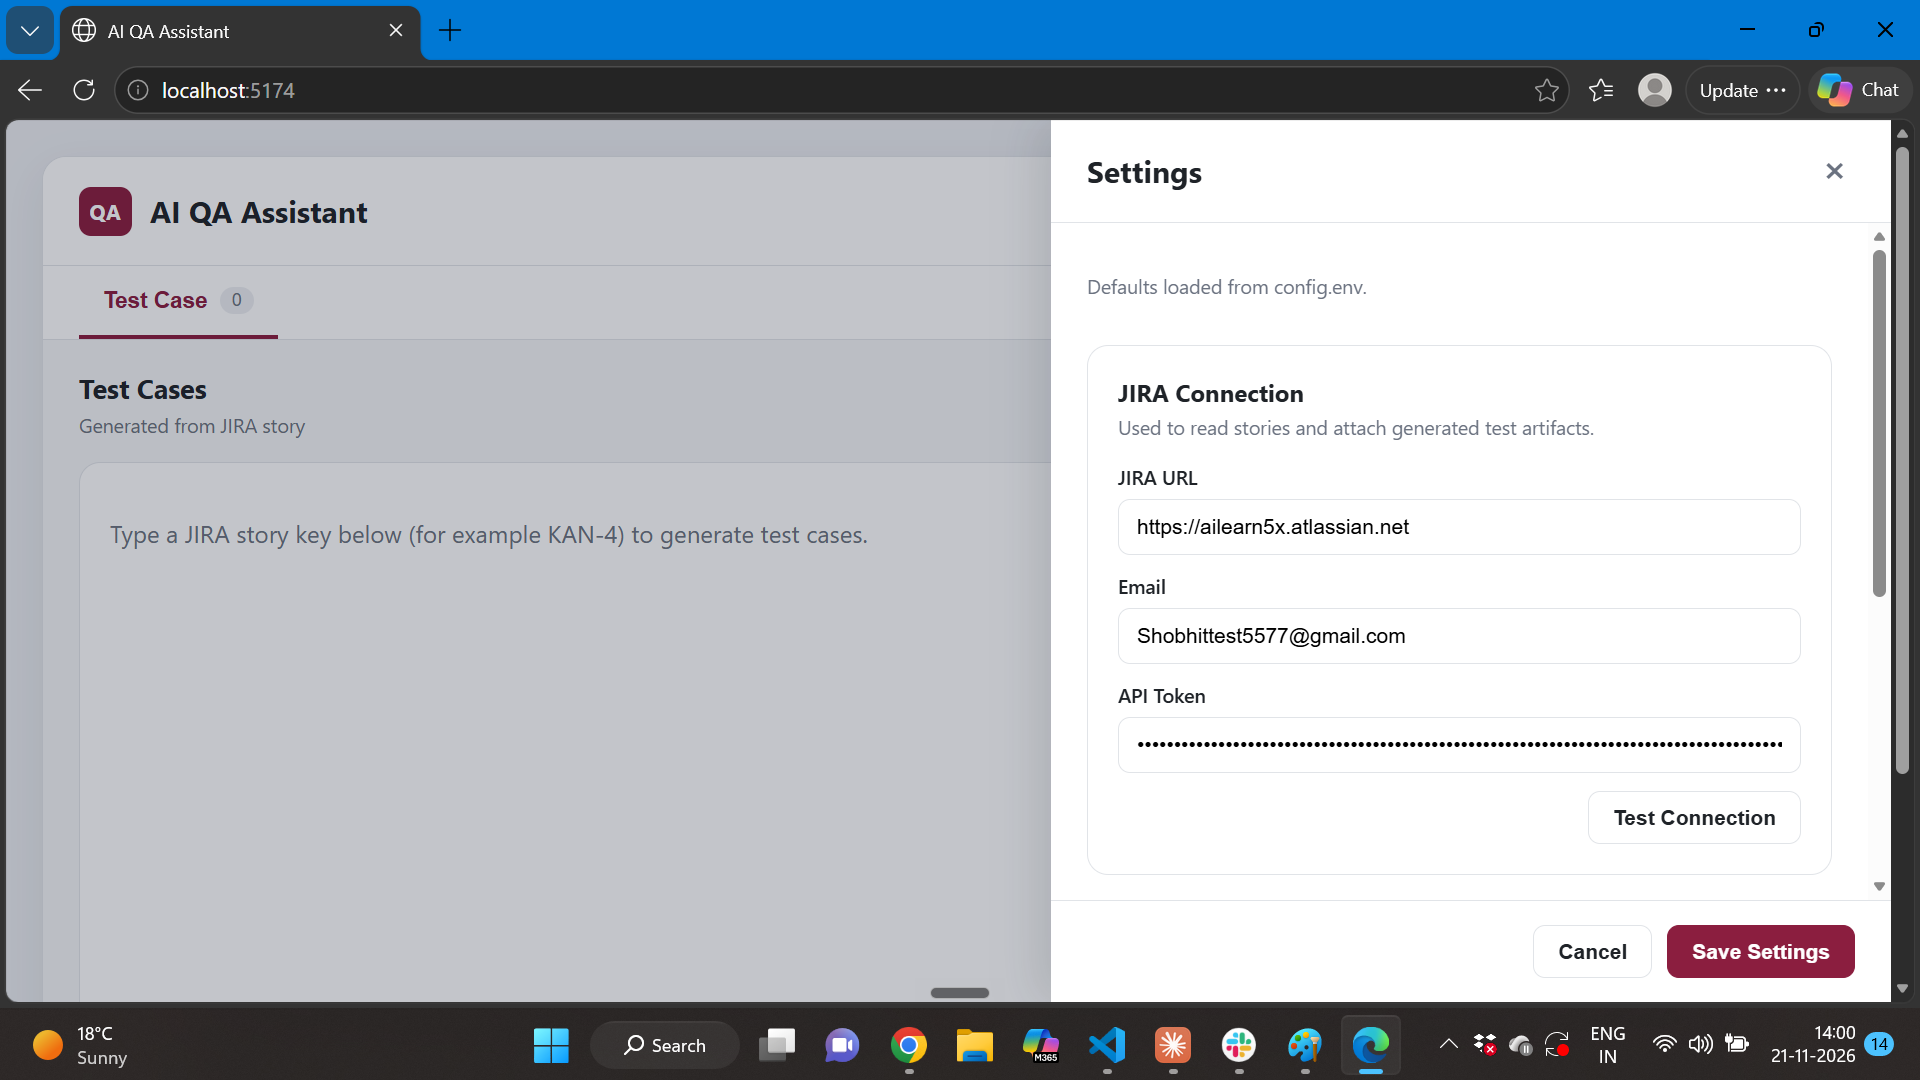 AI QA Assistant
localhost:5174
Update
Chat
QA
AI QA Assistant
Test Case 0
Test Cases
Generated from JIRA story
Type a JIRA story key below (for example KAN-4) to generate test cases.
Settings
Defaults loaded from config.env.
JIRA Connection
Used to read stories and attach generated test artifacts.
JIRA URL
https://ailearn5x.atlassian.net
Email
Shobhittest5577@gmail.com
API Token
Test Connection
Cancel
Save Settings
18°C
Sunny
Search
M365
ENG
IN
14:00
21-11-2026
14